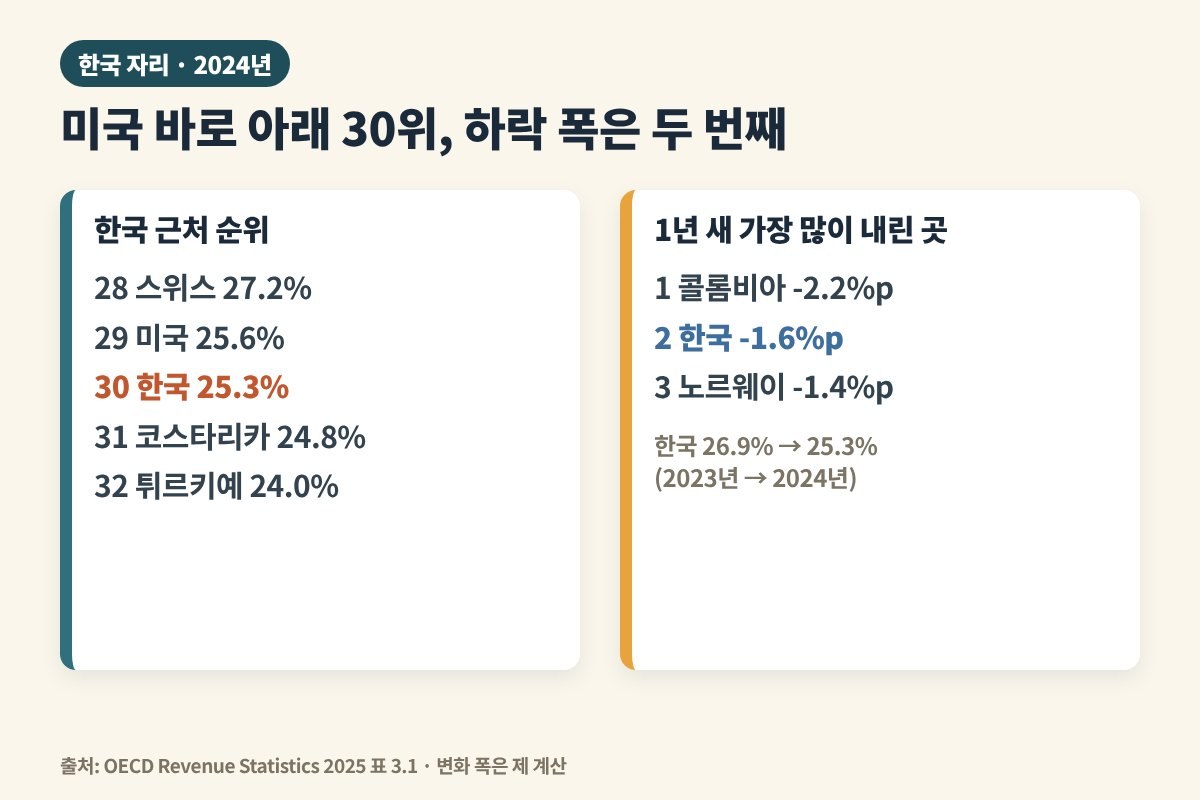 한국 자리 · 2024년
미국 바로 아래 30위, 하락 폭은 두 번째
한국 근처 순위
28 스위스 27.2%
29 미국 25.6%
30 한국 25.3%
31 코스타리카 24.8%
32 튀르키예 24.0%
1년 새 가장 많이 내린 곳
1 콜롬비아 -2.2%p
2 한국 -1.6%p
3 노르웨이 -1.4%p
한국 26.9% → 25.3%
(2023년 → 2024년)
출처: OECD Revenue Statistics 2025 표 3.1 · 변화 폭은 제 계산